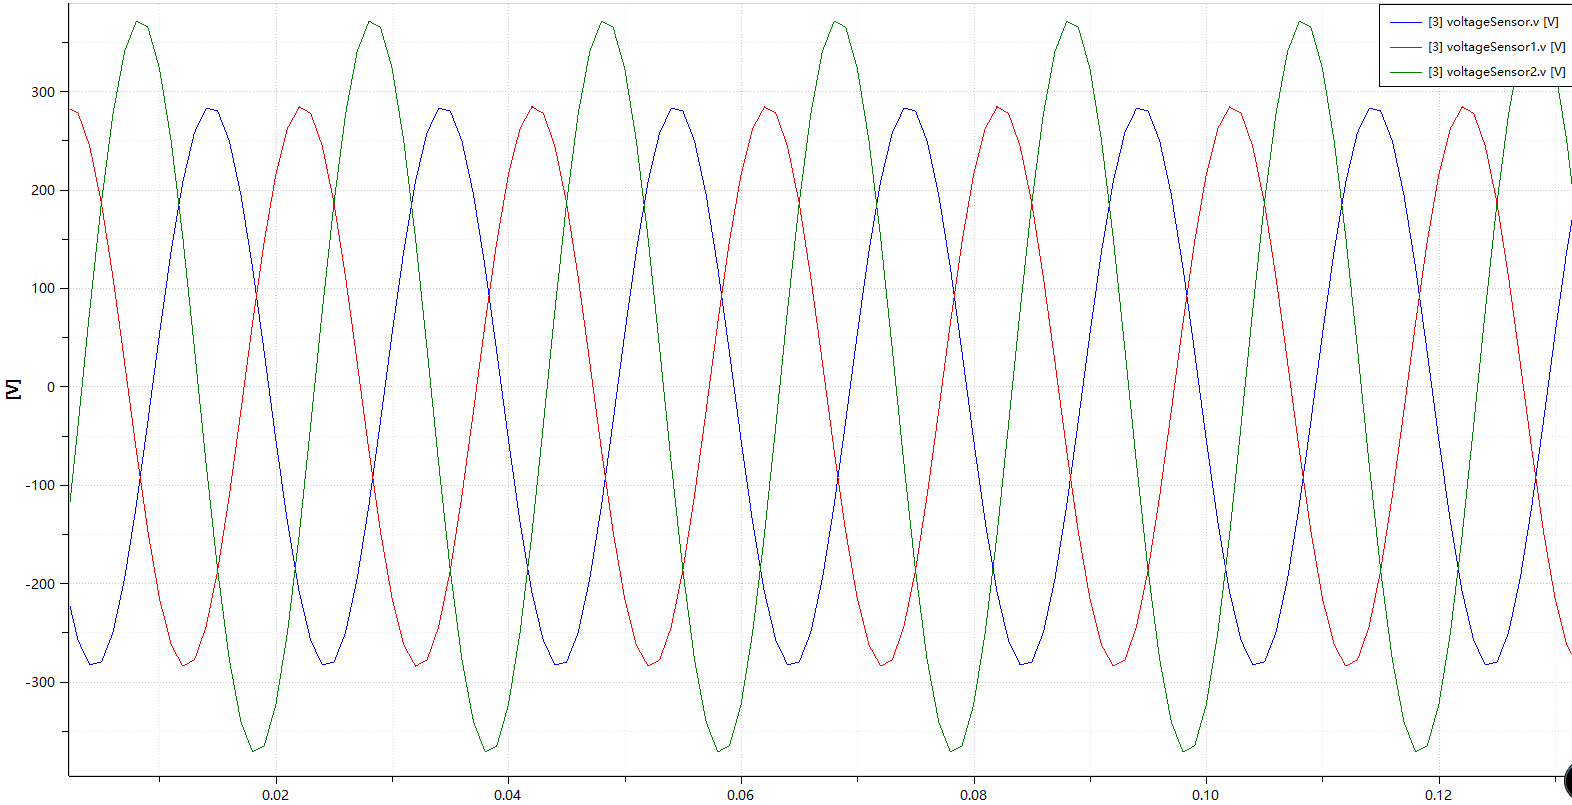 [3] voltageSensor.v [V]
[3] voltageSensor1.v [V]
[3] voltageSensor2.v [V]
300
200
100
0
[V]
-100
-200
-300
0.02 0.04 0.06 0.08 0.10 0.12